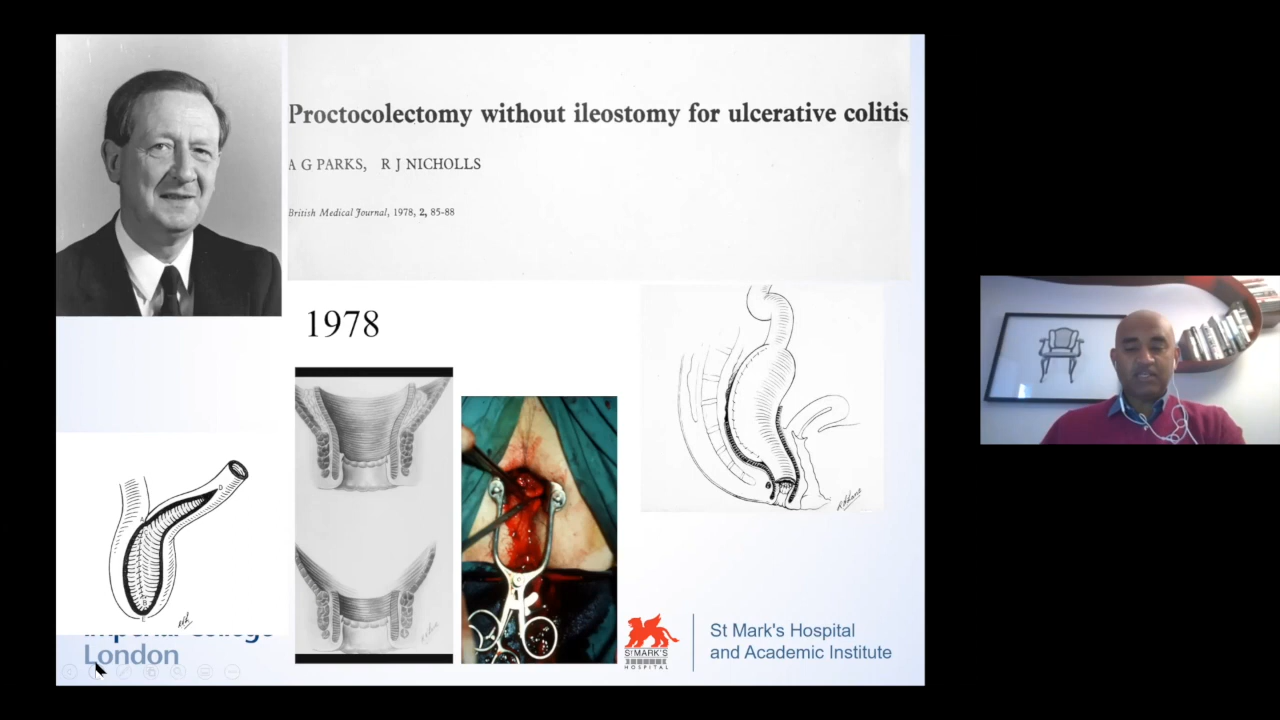 Proctocolectomy without ileostomy for ulcerative colitis
A G PARKS, R J NICHOLLS
British Medical Journal, 1978, 2, 85-88
1978
Imperial College
London
ST MARK'S
HOSPITAL
St Mark's Hospital
and Academic Institute